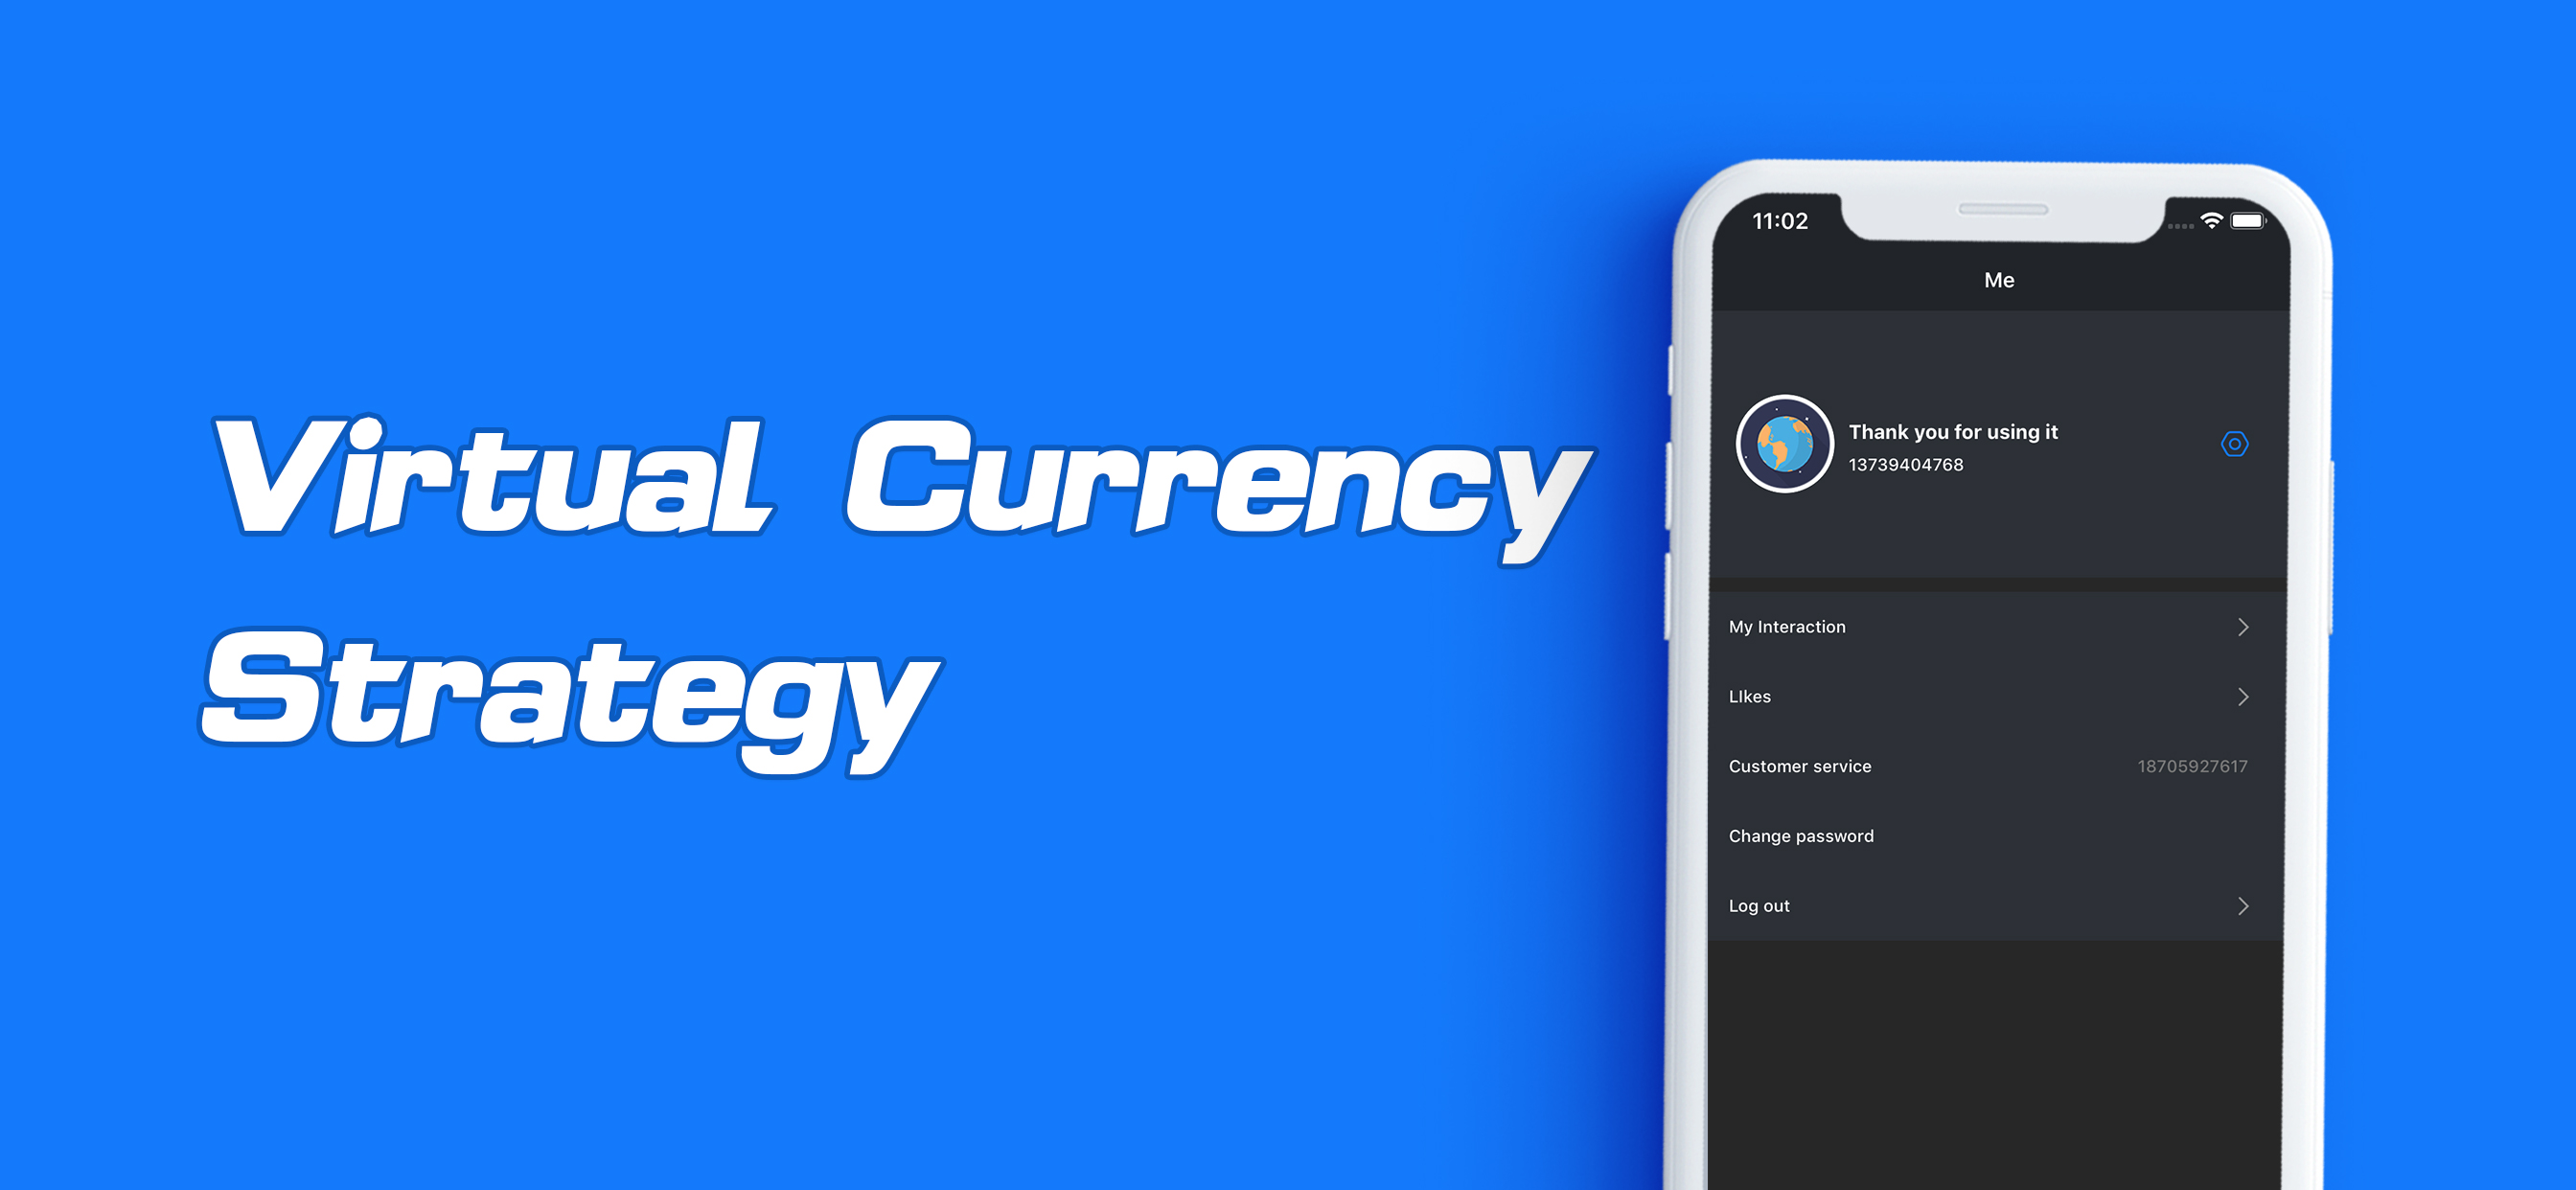 Virtual Currency
Strategy
11:02
Me
Thank you for using it
13739404768
My Interaction
LIkes
Customer service 18705927617
Change password
Log out